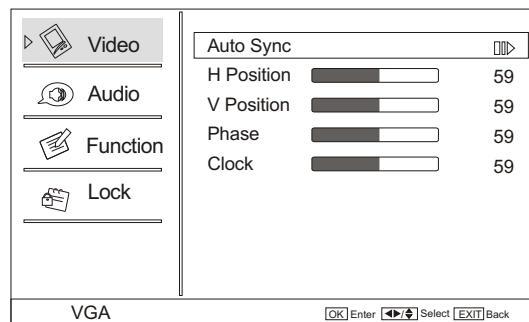 Video
Audio
Function
Lock
Auto Sync
H Position 59
V Position 59
Phase 59
Clock 59
VGA
OK Enter ◀▶/▲▼ Select EXIT Back